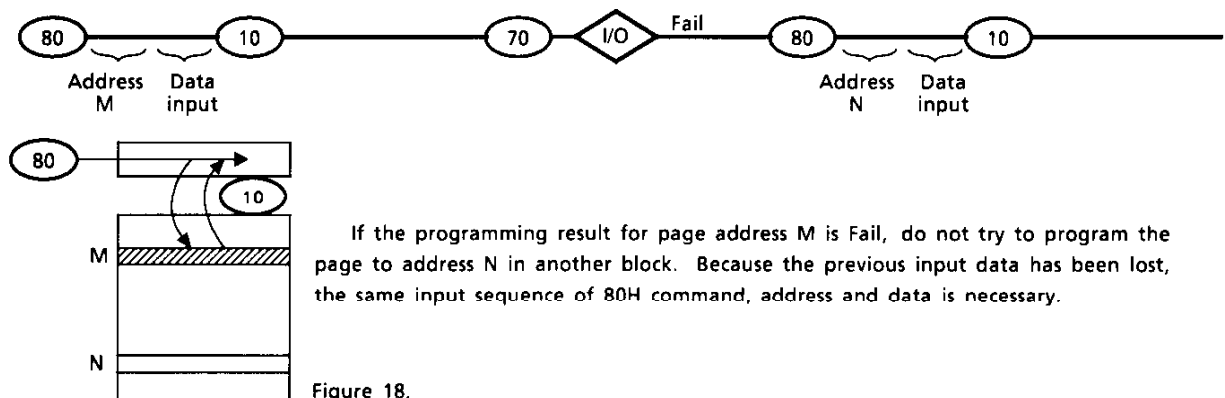 80 10 70 I/O Fail 80 10
Address Data Address Data
M input N input
80
10
M
If the programming result for page address M is Fail, do not try to program the
page to address N in another block. Because the previous input data has been lost,
the same input sequence of 80H command, address and data is necessary.
N
Figure 18.